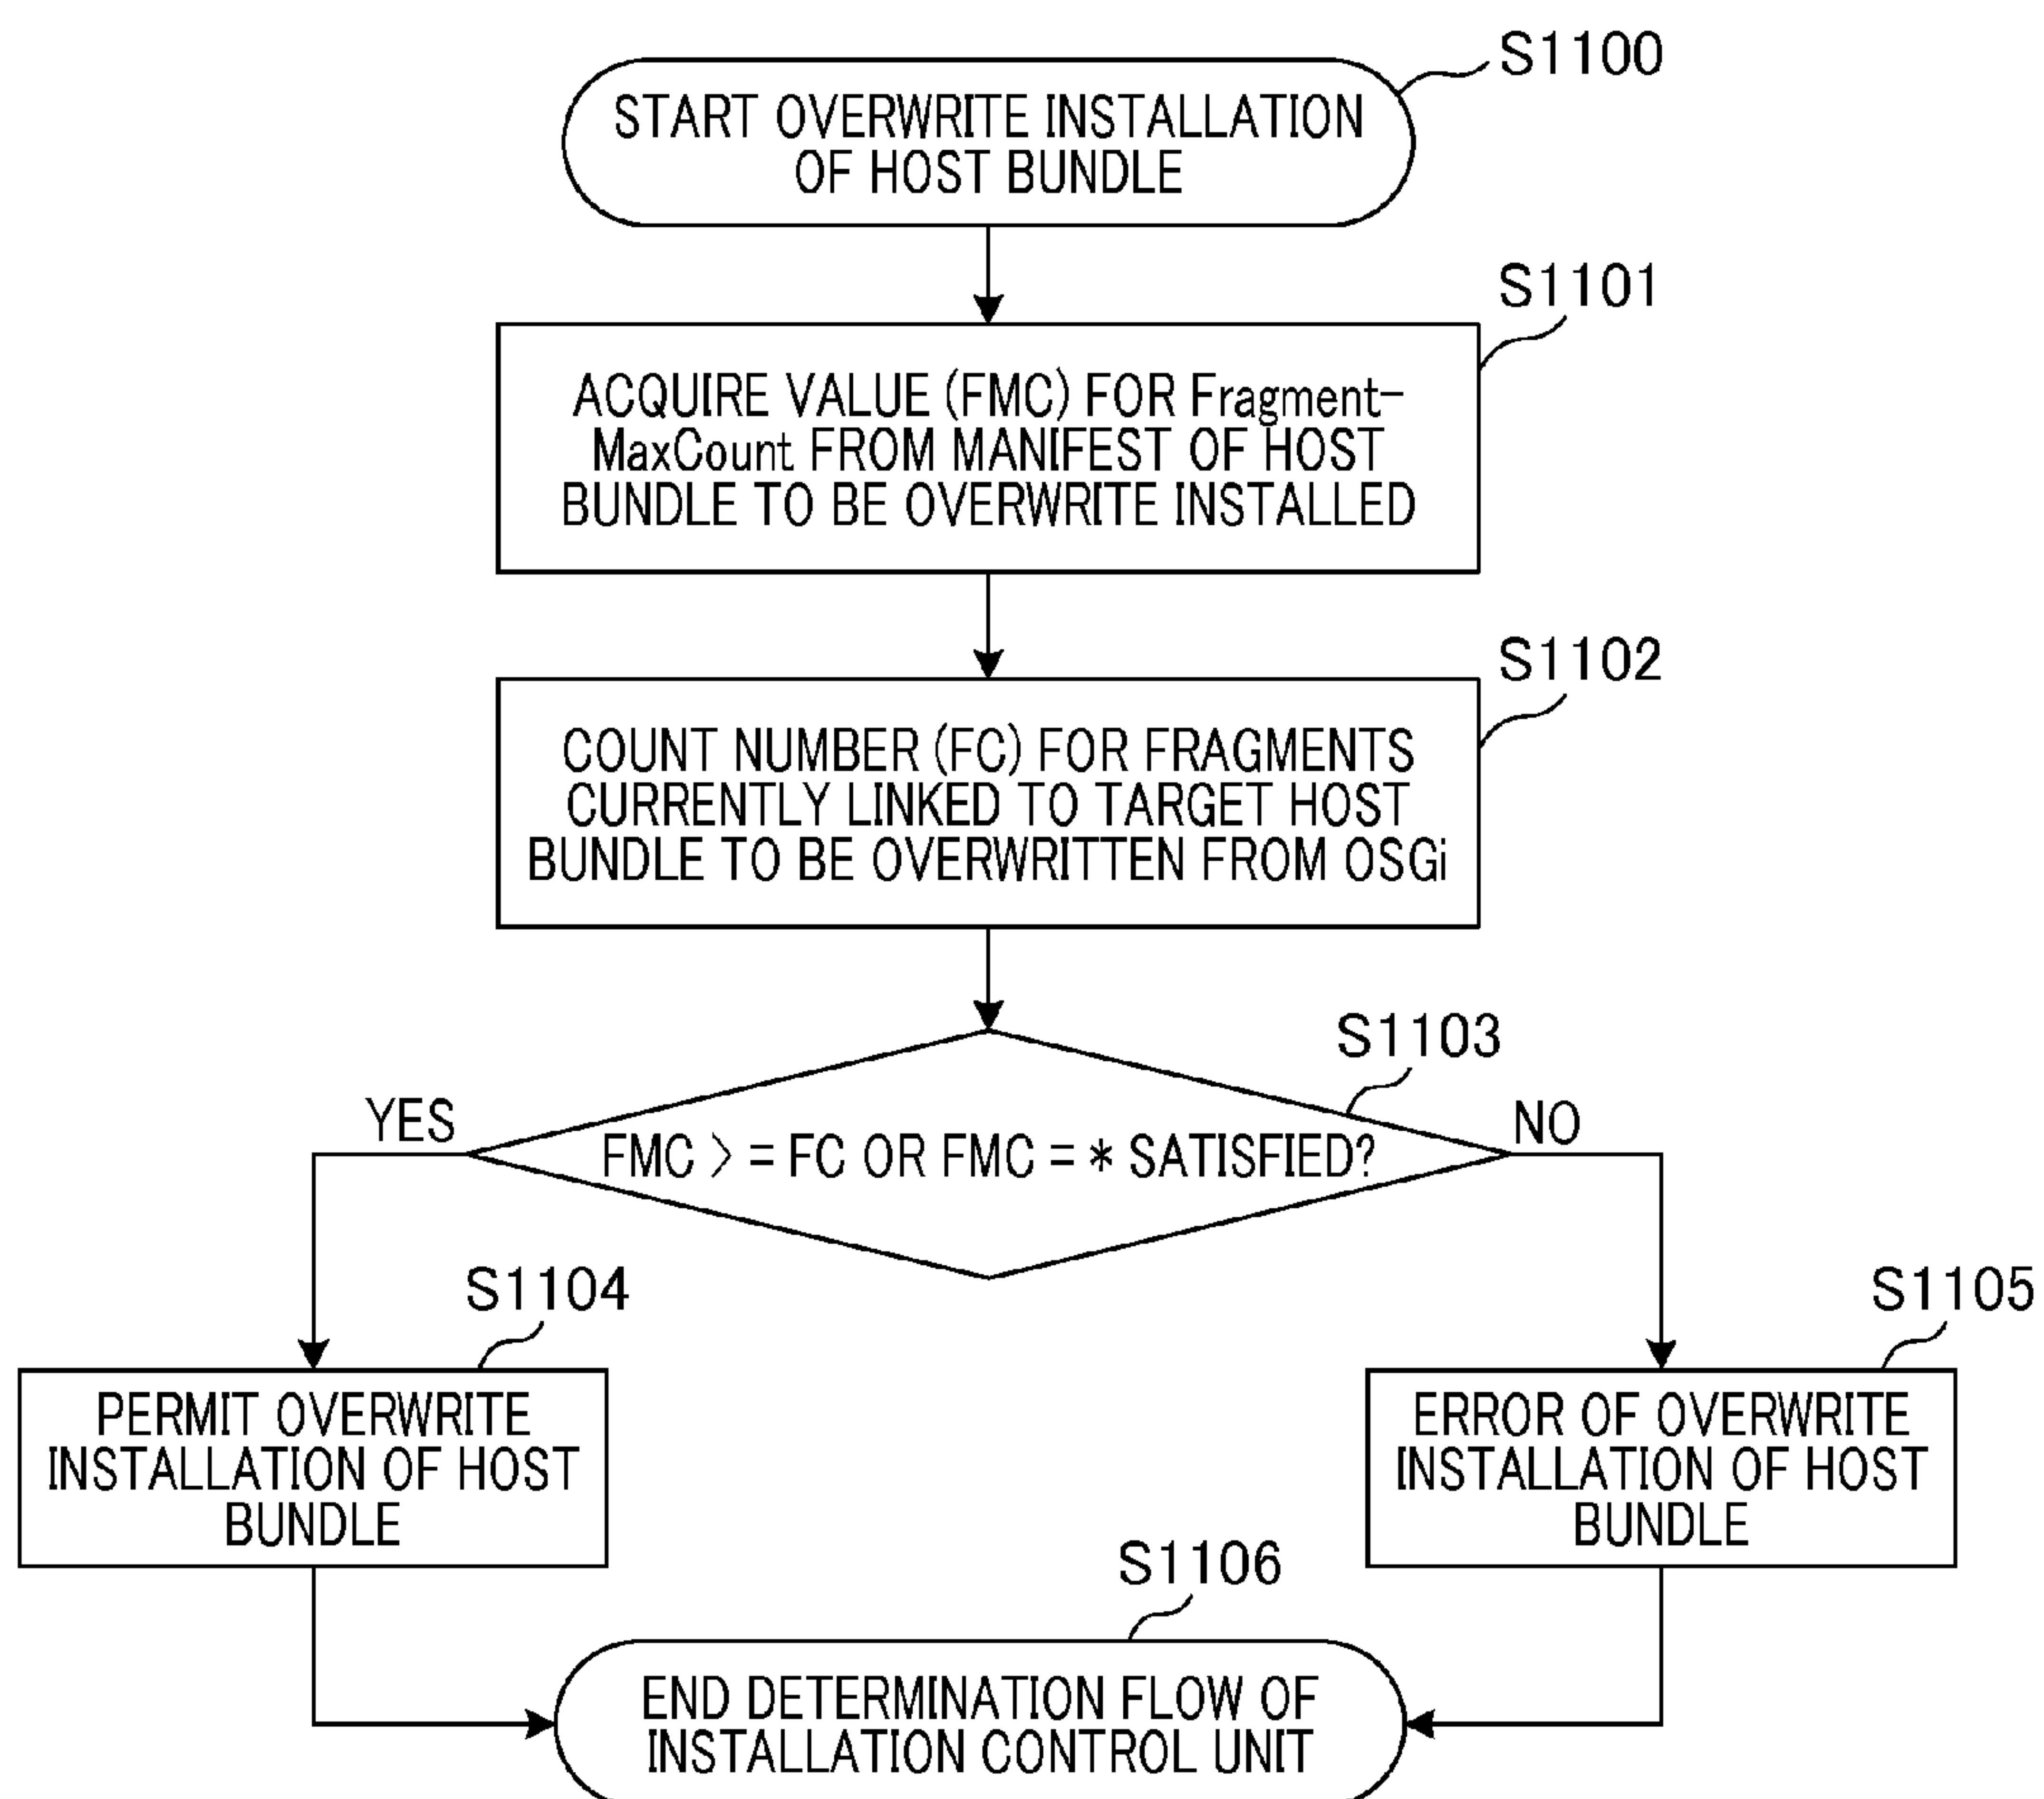 S1100
START OVERWRITE INSTALLATION
OF HOST BUNDLE
S1101
ACQUIRE VALUE (FMC) FOR Fragment-
MaxCount FROM MANIFEST OF HOST
BUNDLE TO BE OVERWRITE INSTALLED
S1102
COUNT NUMBER (FC) FOR FRAGMENTS
CURRENTLY LINKED TO TARGET HOST
BUNDLE TO BE OVERWRITTEN FROM OSGi
S1103
YES
NO
FMC > = FC OR FMC = * SATISFIED?
S1104
PERMIT OVERWRITE
INSTALLATION OF HOST
BUNDLE
S1105
ERROR OF OVERWRITE
INSTALLATION OF HOST
BUNDLE
S1106
END DETERMINATION FLOW OF
INSTALLATION CONTROL UNIT